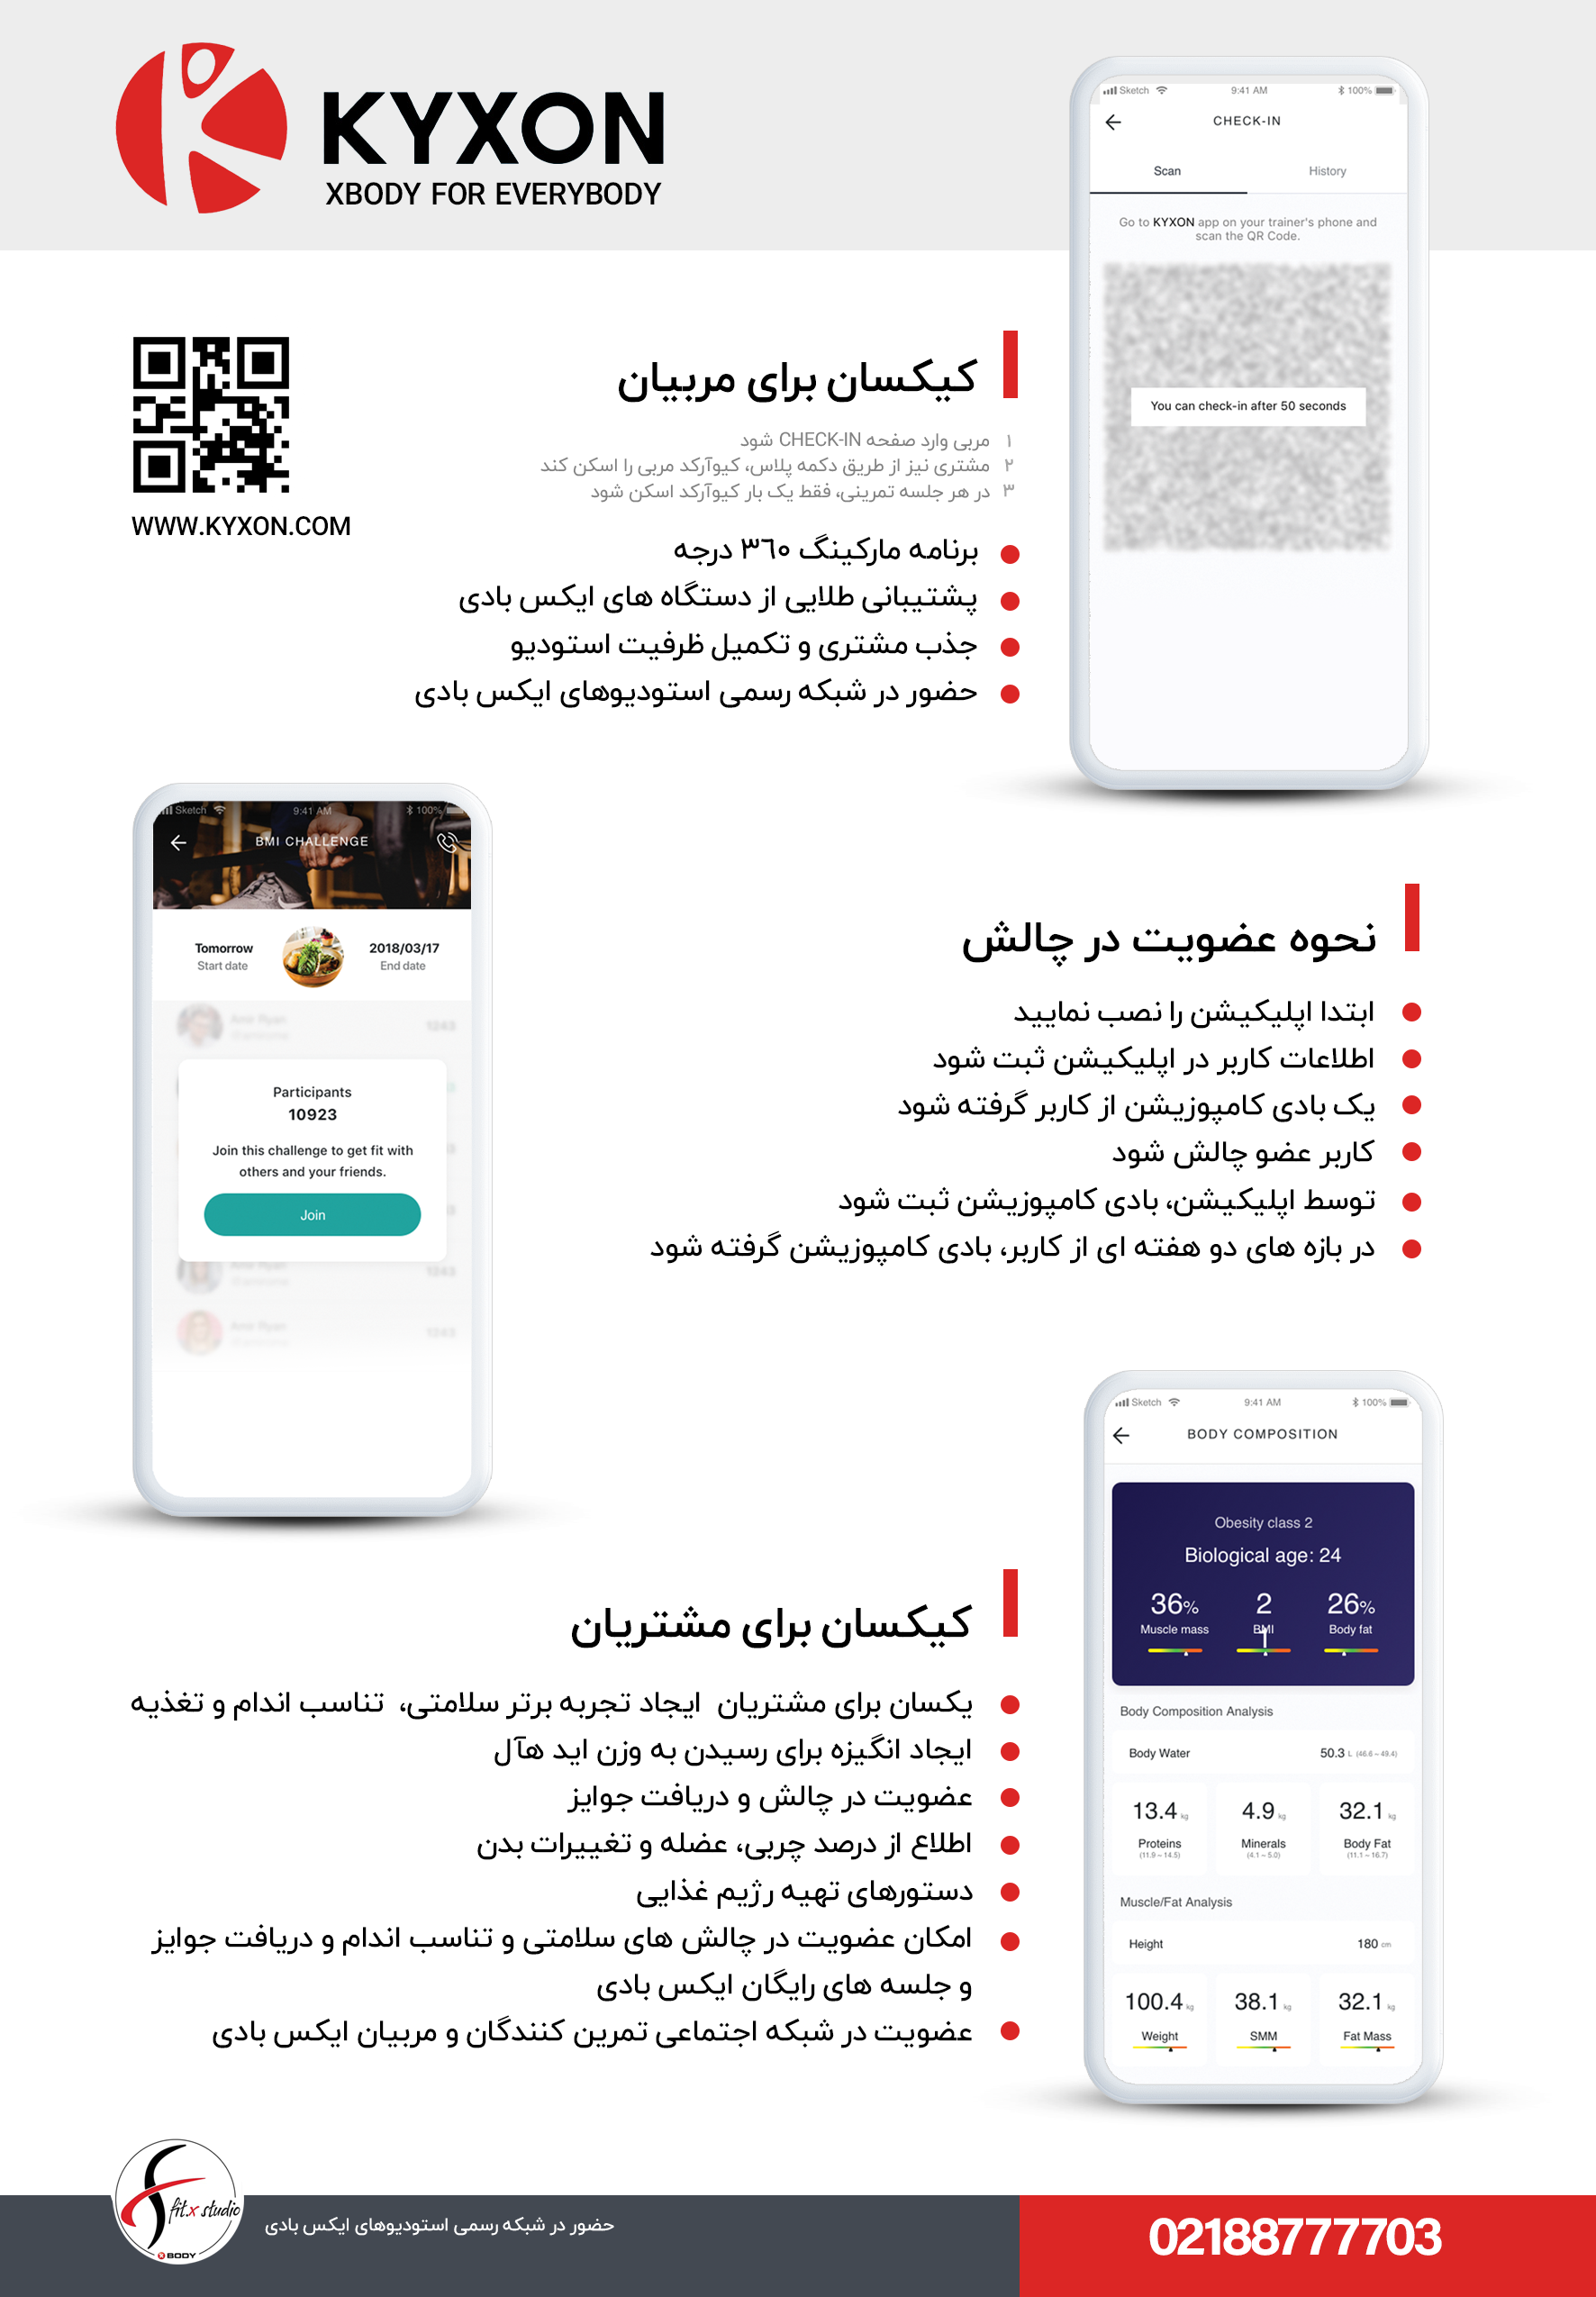 KYXON
XBODY FOR EVERYBODY
Sketch 9:41 AM 100%
CHECK-IN
Scan History
Go to KYXON app on your trainer's phone and
scan the QR Code.
You can check-in after 50 seconds
WWW.KYXON.COM
کیکسان برای مربیان
۱ مربی وارد صفحه CHECK-IN شود
۲ مشتری نیز از طریق دکمه پلاس، کیوآرکد مربی را اسکن کند
۳ در هر جلسه تمرینی، فقط یک بار کیوآرکد اسکن شود
برنامه مارکینگ ٣٦٠ درجه
پشتیبانی طلایی از دستگاه های ایکس بادی
جذب مشتری و تکمیل ظرفیت استودیو
حضور در شبکه رسمی استودیوهای ایکس بادی
Sketch 9:41 AM 100%
BMI CHALLENGE
Tomorrow 2018/03/17
Start date End date
Participants
10923
Join this challenge to get fit with
others and your friends.
Join
نحوه عضویت در چالش
ابتدا اپلیکیشن را نصب نمایید
اطلاعات کاربر در اپلیکیشن ثبت شود
یک بادی کامپوزیشن از کاربر گرفته شود
کاربر عضو چالش شود
توسط اپلیکیشن، بادی کامپوزیشن ثبت شود
در بازه های دو هفته ای از کاربر، بادی کامپوزیشن گرفته شود
Sketch 9:41 AM 100%
BODY COMPOSITION
Obesity class 2
Biological age: 24
36% 2 26%
Muscle mass BMI Body fat
1
Body Composition Analysis
Body Water 50.3 L (46.6 ~ 49.4)
13.4 kg 4.9 kg 32.1 kg
Proteins Minerals Body Fat
(11.9 ~ 14.5) (4.1 ~ 5.0) (11.1 ~ 16.7)
Muscle/Fat Analysis
Height 180 cm
100.4 kg 38.1 kg 32.1 kg
Weight SMM Fat Mass
کیکسان برای مشتریان
یکسان برای مشتریان ایجاد تجربه برتر سلامتی، تناسب اندام و تغذیه
ایجاد انگیزه برای رسیدن به وزن اید هآل
عضویت در چالش و دریافت جوایز
اطلاع از درصد چربی، عضله و تغییرات بدن
دستورهای تهیه رژیم غذایی
امکان عضویت در چالش های سلامتی و تناسب اندام و دریافت جوایز
و جلسه های رایگان ایکس بادی
عضویت در شبکه اجتماعی تمرین کنندگان و مربیان ایکس بادی
fit.x studio
XBODY
حضور در شبکه رسمی استودیوهای ایکس بادی
02188777703